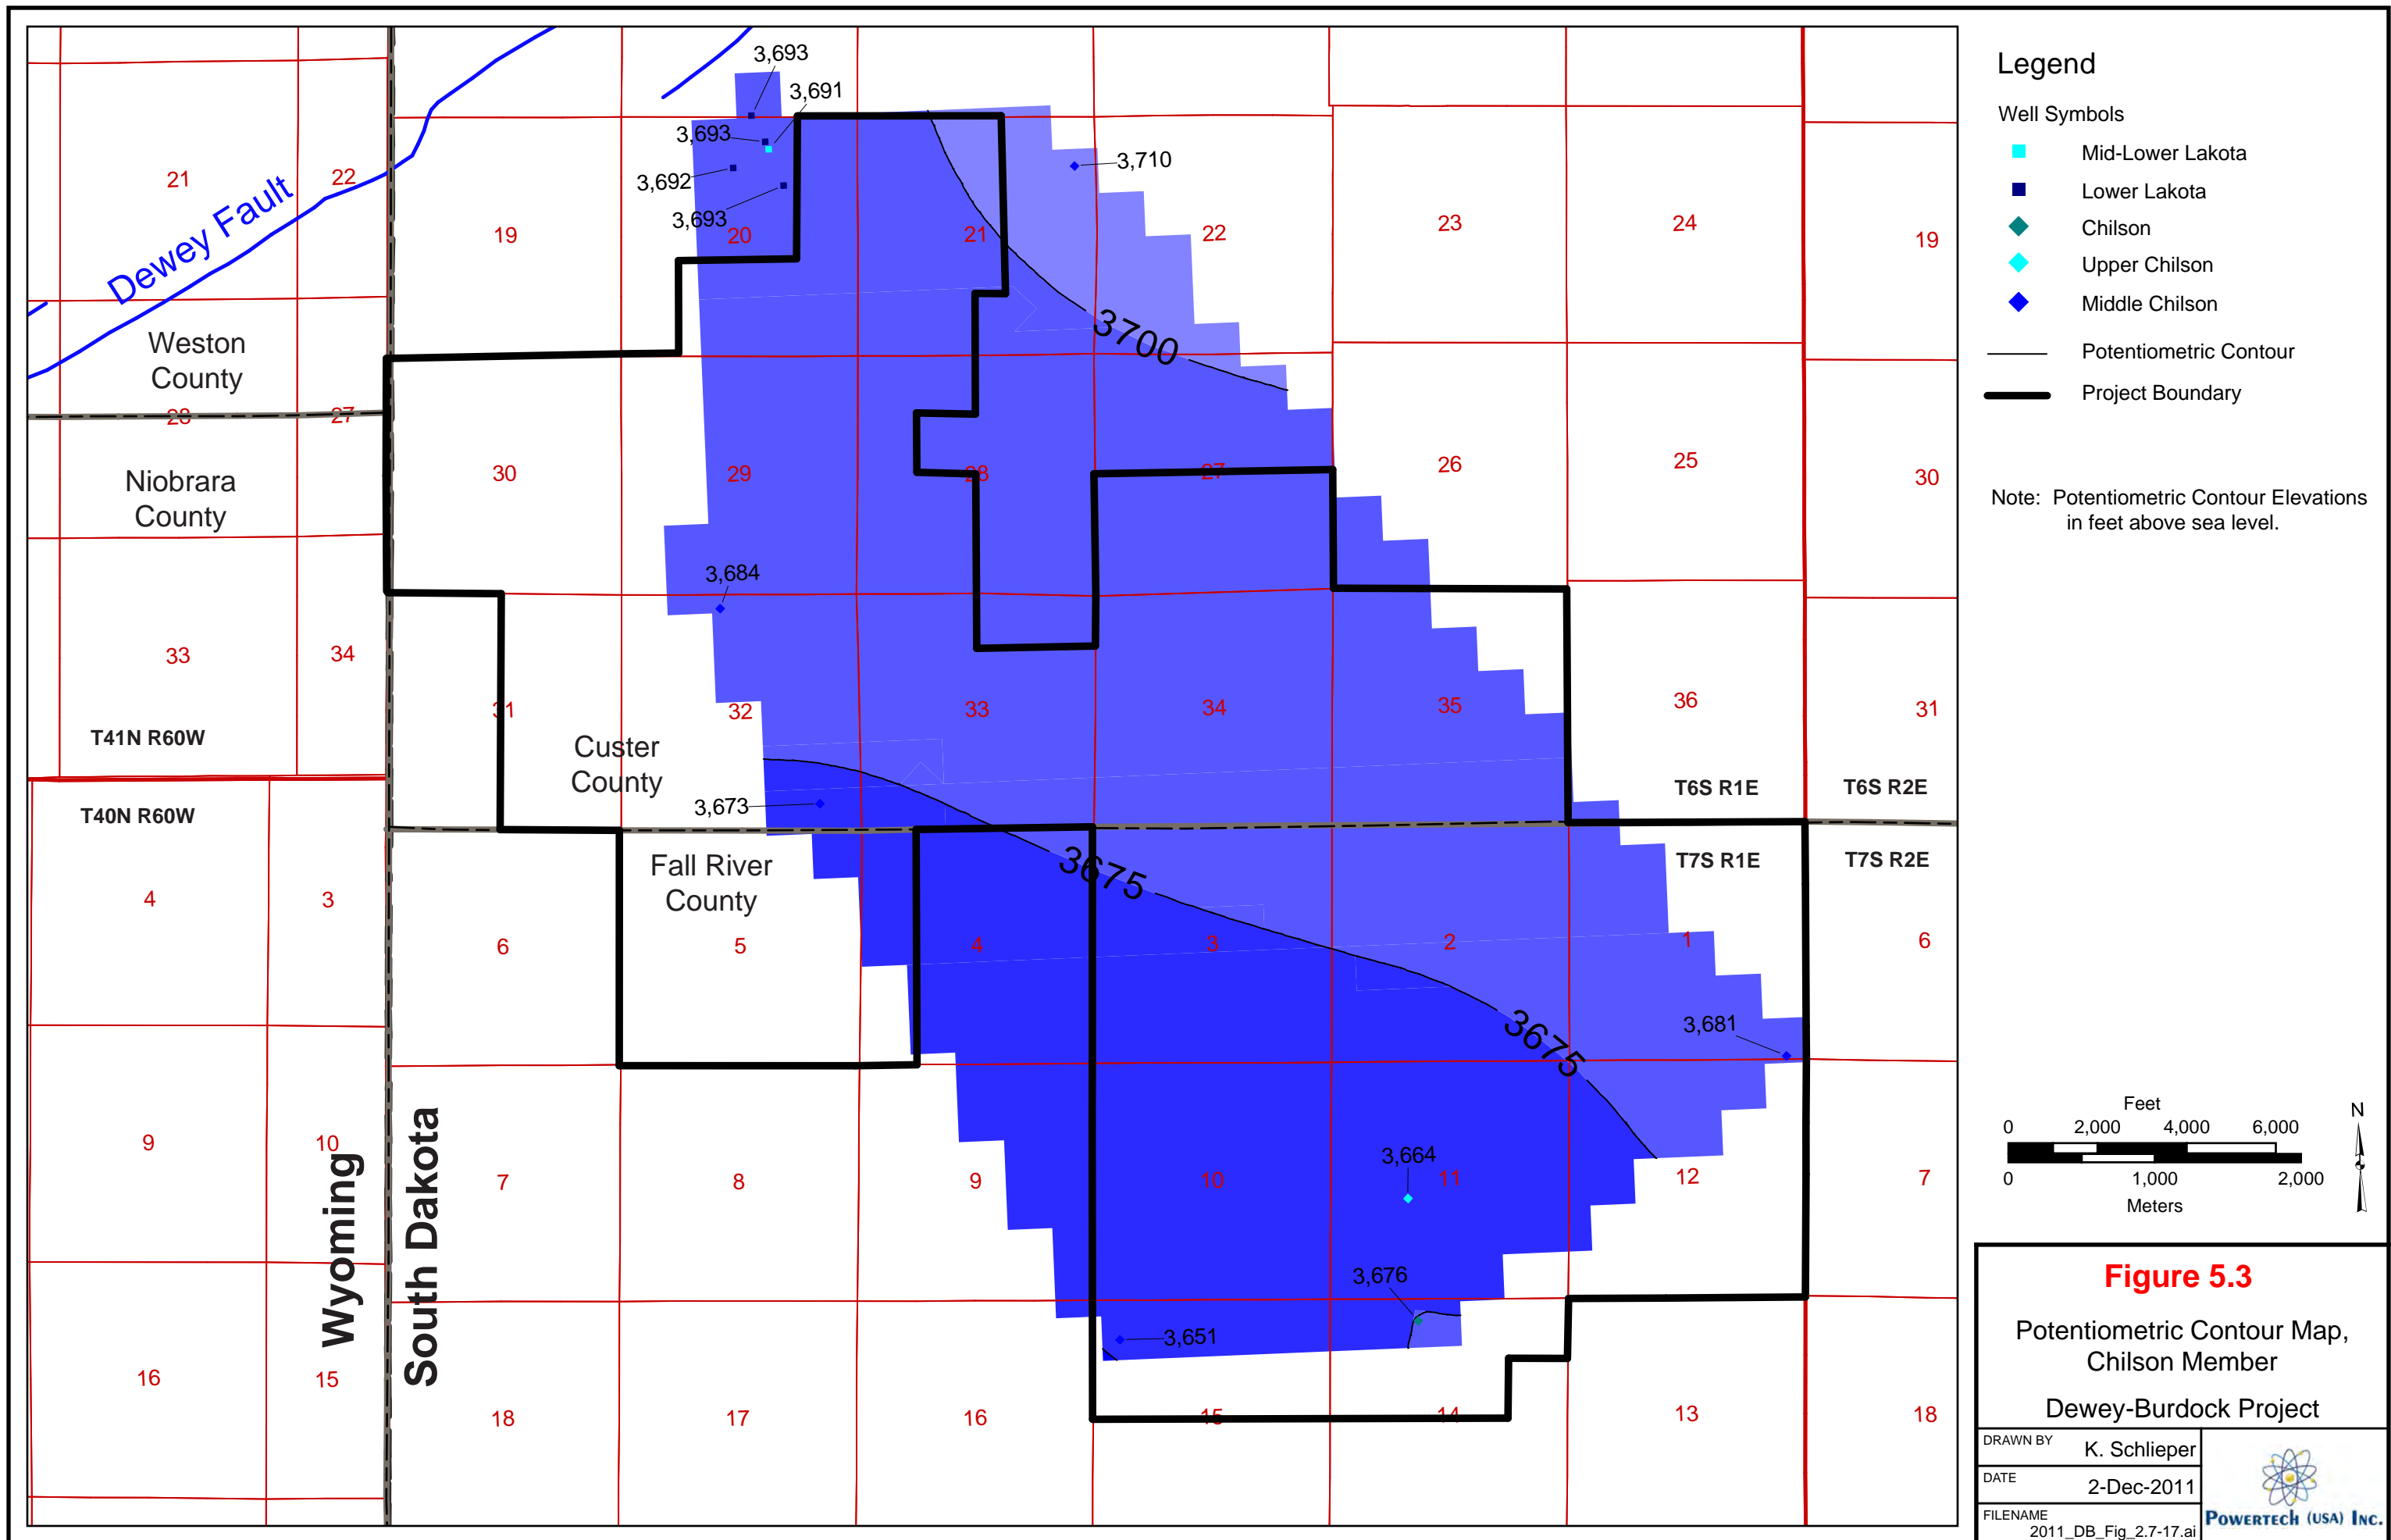 3,693
3,691
3,693
3,692
3,693
3,710
21
22
19
20
21
22
23
24
19
Dewey Fault
3700
Weston
County
28
27
Niobrara
County
30
29
28
27
26
25
30
3,684
33
34
31
32
33
34
35
36
31
T41N R60W
Custer
County
T6S R1E
T6S R2E
3,673
T40N R60W
Fall River
County
3675
T7S R1E
T7S R2E
4
3
6
5
4
3
2
1
6
3675
3,681
9
10
7
8
9
10
11
12
7
3,664
Wyoming
South Dakota
3,676
3,651
16
15
18
17
16
15
14
13
18
Legend
Well Symbols
Mid-Lower Lakota
Lower Lakota
Chilson
Upper Chilson
Middle Chilson
Potentiometric Contour
Project Boundary
Note: Potentiometric Contour Elevations
in feet above sea level.
Feet
0 2,000 4,000 6,000
0 1,000 2,000
Meters
N
Figure 5.3
Potentiometric Contour Map,
Chilson Member
Dewey-Burdock Project
DRAWN BY K. Schlieper
DATE 2-Dec-2011
FILENAME 2011_DB_Fig_2.7-17.ai
POWERTECH (USA) INC.